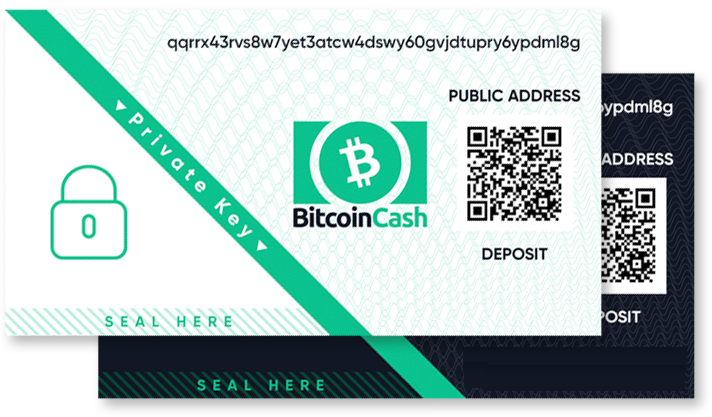 qqrrx43rvs8w7yet3atcw4dswy60gvjdtupry6ypdml8g
PUBLIC ADDRESS
Private Key
BitcoinCash
DEPOSIT
SEAL HERE
ypdml8g
ADDRESS
POSIT
SEAL HERE